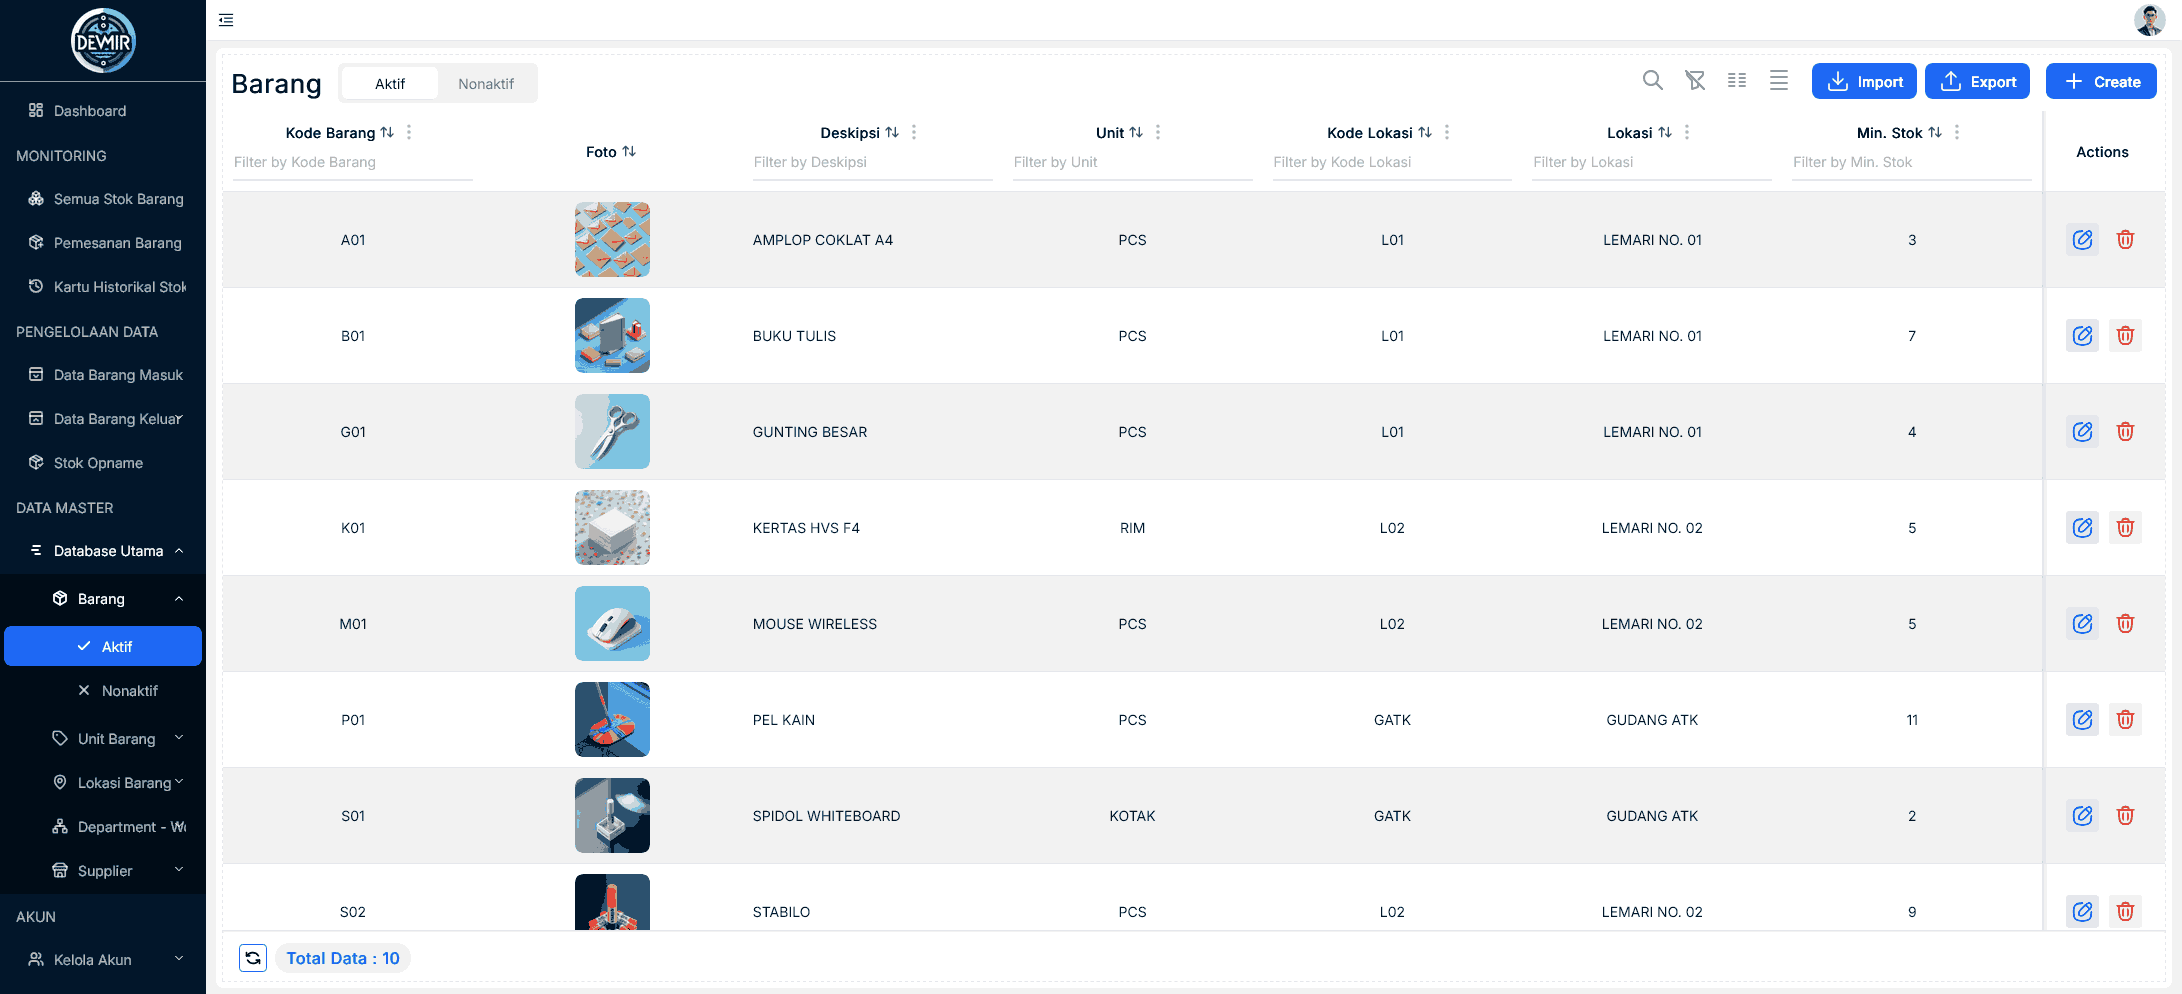 DEVMIR
Dashboard
MONITORING
Semua Stok Barang
Pemesanan Barang
Kartu Historikal Stok
PENGELOLAAN DATA
Data Barang Masuk
Data Barang Keluar
Stok Opname
DATA MASTER
Database Utama
Barang
Aktif
Nonaktif
Unit Barang
Lokasi Barang
Department - Wo
Supplier
AKUN
Kelola Akun
Barang Aktif Nonaktif Import Export Create
Kode Barang Foto Deskipsi Unit Kode Lokasi Lokasi Min. Stok Actions
Filter by Kode Barang Filter by Deskipsi Filter by Unit Filter by Kode Lokasi Filter by Lokasi Filter by Min. Stok
A01 AMPLOP COKLAT A4 PCS L01 LEMARI NO. 01 3
B01 BUKU TULIS PCS L01 LEMARI NO. 01 7
G01 GUNTING BESAR PCS L01 LEMARI NO. 01 4
K01 KERTAS HVS F4 RIM L02 LEMARI NO. 02 5
M01 MOUSE WIRELESS PCS L02 LEMARI NO. 02 5
P01 PEL KAIN PCS GATK GUDANG ATK 11
S01 SPIDOL WHITEBOARD KOTAK GATK GUDANG ATK 2
S02 STABILO PCS L02 LEMARI NO. 02 9
Total Data : 10